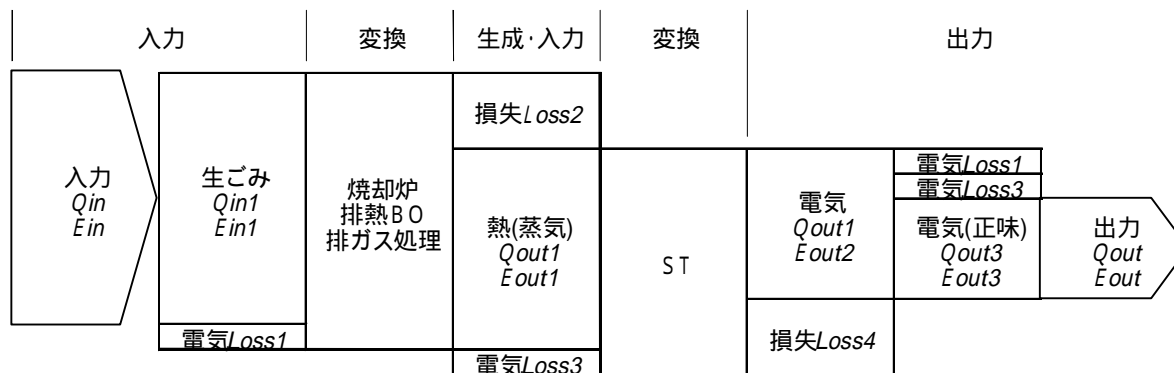 入力
変換
生成・入力
変換
出力
入力
Qin
Ein
生ごみ
Qin1
Ein1
電気Loss1
焼却炉
排熱BO
排ガス処理
損失Loss2
熱(蒸気)
Qout1
Eout1
電気Loss3
ST
電気
Qout1
Eout2
損失Loss4
電気Loss1
電気Loss3
電気(正味)
Qout3
Eout3
出力
Qout
Eout